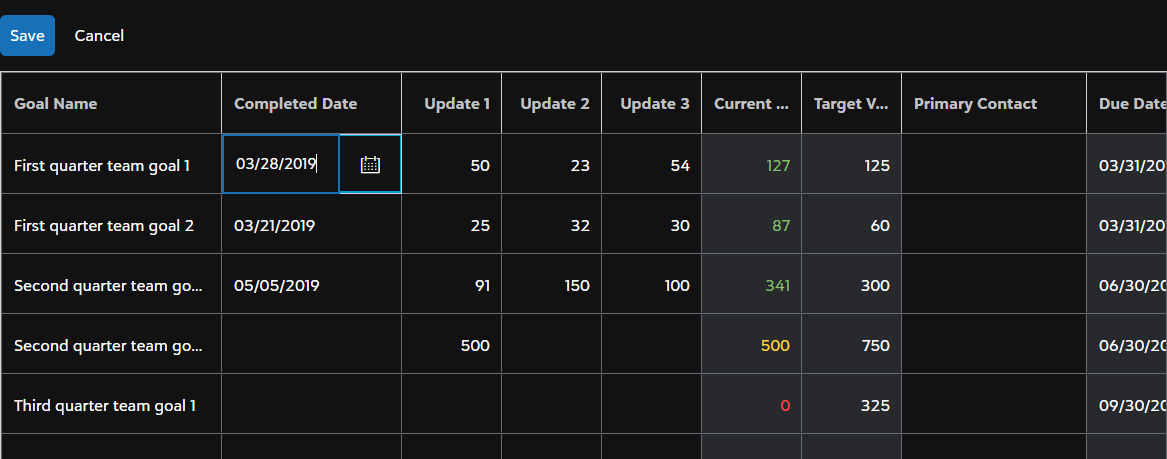 Save Cancel
Goal Name Completed Date Update 1 Update 2 Update 3 Current ... Target V... Primary Contact Due Date
First quarter team goal 1 03/28/2019 50 23 54 127 125 03/31/20
First quarter team goal 2 03/21/2019 25 32 30 87 60 03/31/20
Second quarter team go... 05/05/2019 91 150 100 341 300 06/30/20
Second quarter team go... 500 500 750 06/30/20
Third quarter team goal 1 0 325 09/30/20